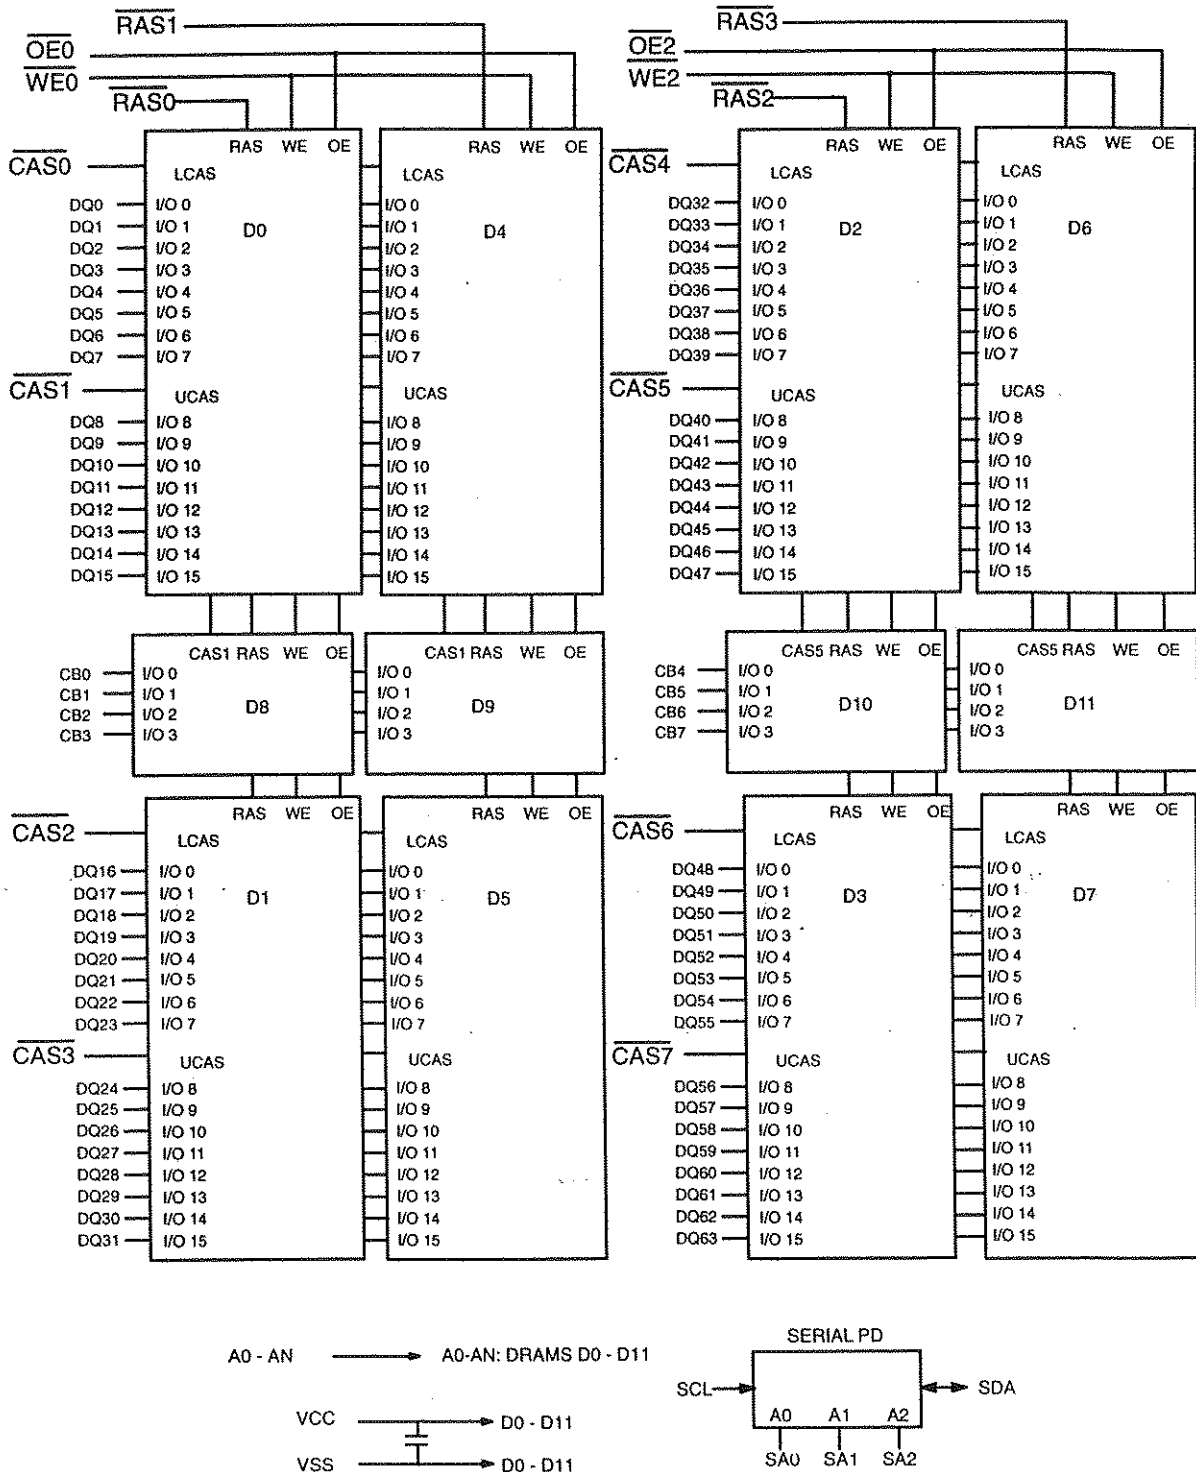 RAS1
OE0
WE0
RAS0
RAS WE OE
RAS WE OE
CAS0
LCAS
LCAS
DQ0 I/O 0 I/O 0
DQ1 I/O 1 D0 I/O 1 D4
DQ2 I/O 2 I/O 2
DQ3 I/O 3 I/O 3
DQ4 I/O 4 I/O 4
DQ5 I/O 5 I/O 5
DQ6 I/O 6 I/O 6
DQ7 I/O 7 I/O 7
CAS1
UCAS
UCAS
DQ8 I/O 8 I/O 8
DQ9 I/O 9 I/O 9
DQ10 I/O 10 I/O 10
DQ11 I/O 11 I/O 11
DQ12 I/O 12 I/O 12
DQ13 I/O 13 I/O 13
DQ14 I/O 14 I/O 14
DQ15 I/O 15 I/O 15
CAS1 RAS WE OE
CAS1 RAS WE OE
CB0 I/O 0 I/O 0
CB1 I/O 1 I/O 1
CB2 I/O 2 D8 I/O 2 D9
CB3 I/O 3 I/O 3
RAS WE OE
RAS WE OE
CAS2
LCAS
LCAS
DQ16 I/O 0 I/O 0
DQ17 I/O 1 D1 I/O 1 D5
DQ18 I/O 2 I/O 2
DQ19 I/O 3 I/O 3
DQ20 I/O 4 I/O 4
DQ21 I/O 5 I/O 5
DQ22 I/O 6 I/O 6
DQ23 I/O 7 I/O 7
CAS3
UCAS
UCAS
DQ24 I/O 8 I/O 8
DQ25 I/O 9 I/O 9
DQ26 I/O 10 I/O 10
DQ27 I/O 11 I/O 11
DQ28 I/O 12 I/O 12
DQ29 I/O 13 I/O 13
DQ30 I/O 14 I/O 14
DQ31 I/O 15 I/O 15
RAS3
OE2
WE2
RAS2
RAS WE OE
RAS WE OE
CAS4
LCAS
LCAS
DQ32 I/O 0 I/O 0
DQ33 I/O 1 D2 I/O 1 D6
DQ34 I/O 2 I/O 2
DQ35 I/O 3 I/O 3
DQ36 I/O 4 I/O 4
DQ37 I/O 5 I/O 5
DQ38 I/O 6 I/O 6
DQ39 I/O 7 I/O 7
CAS5
UCAS
UCAS
DQ40 I/O 8 I/O 8
DQ41 I/O 9 I/O 9
DQ42 I/O 10 I/O 10
DQ43 I/O 11 I/O 11
DQ44 I/O 12 I/O 12
DQ45 I/O 13 I/O 13
DQ46 I/O 14 I/O 14
DQ47 I/O 15 I/O 15
CAS5 RAS WE OE
CAS5 RAS WE OE
CB4 I/O 0 I/O 0
CB5 I/O 1 I/O 1
CB6 I/O 2 D10 I/O 2 D11
CB7 I/O 3 I/O 3
RAS WE OE
RAS WE OE
CAS6
LCAS
LCAS
DQ48 I/O 0 I/O 0
DQ49 I/O 1 D3 I/O 1 D7
DQ50 I/O 2 I/O 2
DQ51 I/O 3 I/O 3
DQ52 I/O 4 I/O 4
DQ53 I/O 5 I/O 5
DQ54 I/O 6 I/O 6
DQ55 I/O 7 I/O 7
CAS7
UCAS
UCAS
DQ56 I/O 8 I/O 8
DQ57 I/O 9 I/O 9
DQ58 I/O 10 I/O 10
DQ59 I/O 11 I/O 11
DQ60 I/O 12 I/O 12
DQ61 I/O 13 I/O 13
DQ62 I/O 14 I/O 14
DQ63 I/O 15 I/O 15
A0 - AN A0-AN: DRAMS D0 - D11
VCC D0 - D11
VSS D0 - D11
SERIAL PD
SCL SDA
A0 A1 A2
SA0 SA1 SA2